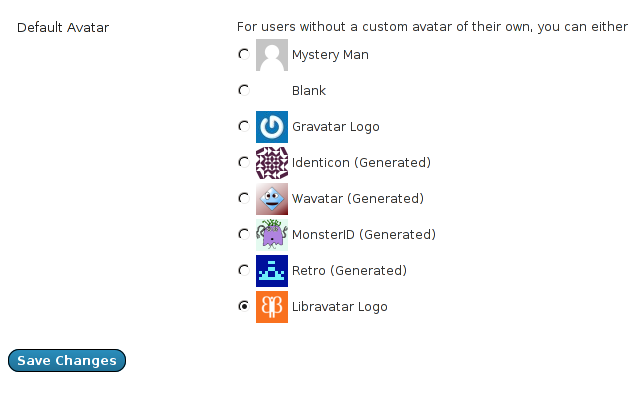 Default Avatar
For users without a custom avatar of their own, you can either
Mystery Man
Blank
Gravatar Logo
Identicon (Generated)
Wavatar (Generated)
MonsterID (Generated)
Retro (Generated)
Libravatar Logo
Save Changes